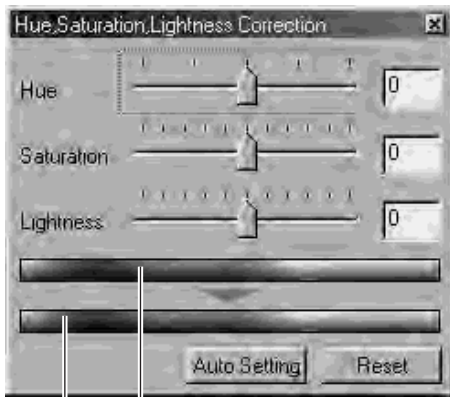 Hue,Saturation,Lightness Correction
Hue 0
Saturation 0
Lightness 0
Auto Setting Reset